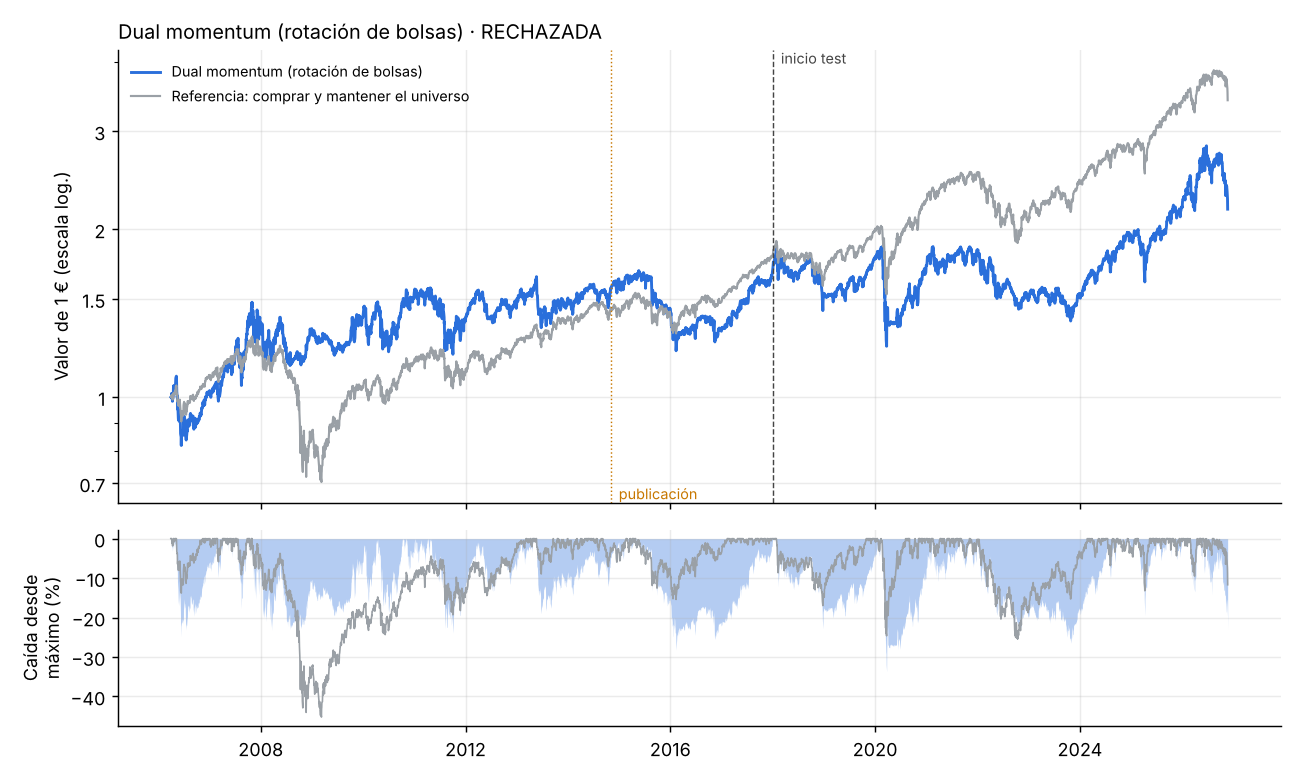 Dual momentum (rotación de bolsas) · RECHAZADA
inicio test
Dual momentum (rotación de bolsas)
Referencia: comprar y mantener el universo
Valor de 1 € (escala log.)
3
2
1.5
1
0.7
publicación
Caída desde
máximo (%)
0
−10
−20
−30
−40
2008
2012
2016
2020
2024